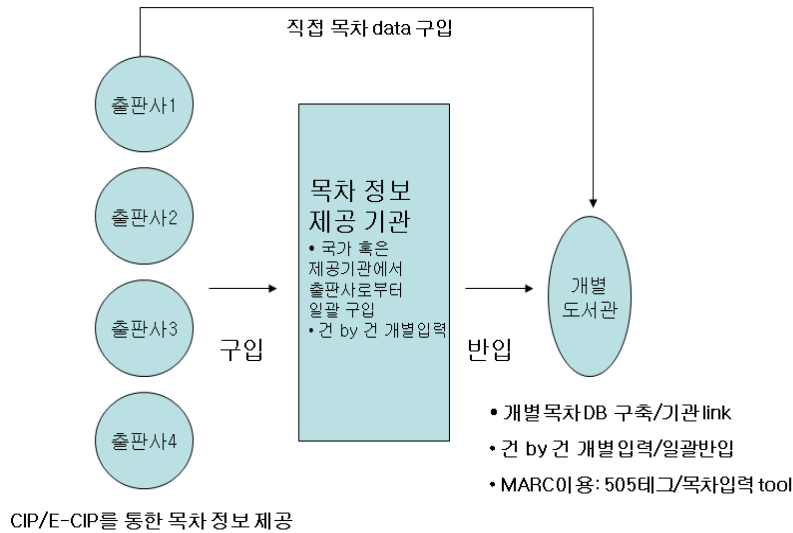 직접 목차 data 구입
출판사1
출판사2
출판사3
출판사4
구입
목차 정보
제공 기관
• 국가 혹은
제공기관에서
출판사로부터
일괄 구입
• 건 by 건 개별입력
반입
개별
도서관
• 개별목차DB 구축/기관link
• 건 by 건 개별입력/일괄반입
• MARC이용: 505테그/목차입력 tool
CIP/E-CIP를 통한 목차 정보 제공